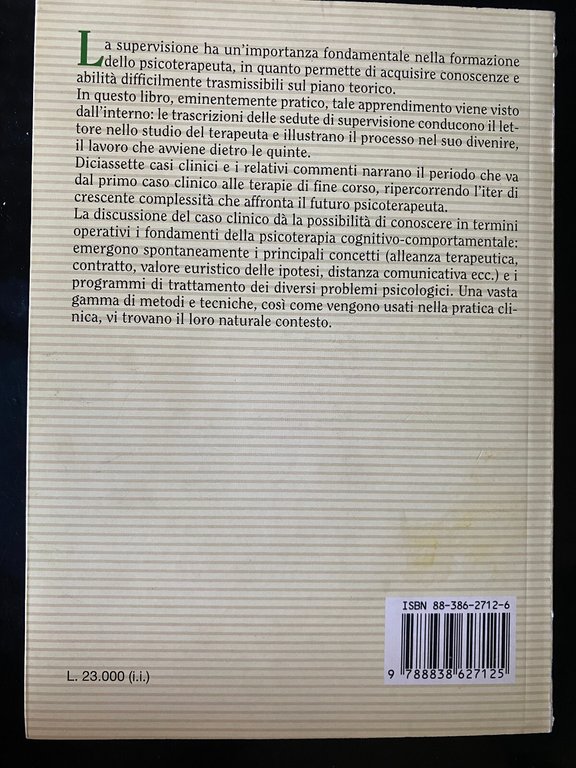 La supervisione ha un'importanza fondamentale nella formazione
dello psicoterapeuta, in quanto permette di acquisire conoscenze e
abilità difficilmente trasmissibili sul piano teorico.
In questo libro, eminentemente pratico, tale apprendimento viene visto
dall'interno: le trascrizioni delle sedute di supervisione conducono il let-
tore nello studio del terapeuta e illustrano il processo nel suo divenire,
il lavoro che avviene dietro le quinte.
Diciassette casi clinici e i relativi commenti narrano il periodo che va
dal primo caso clinico alle terapie di fine corso, ripercorrendo l'iter di
crescente complessità che affronta il futuro psicoterapeuta.
La discussione del caso clinico dà la possibilità di conoscere in termini
operativi i fondamenti della psicoterapia cognitivo-comportamentale:
emergono spontaneamente i principali concetti (alleanza terapeutica,
contratto, valore euristico delle ipotesi, distanza comunicativa ecc.) e i
programmi di trattamento dei diversi problemi psicologici. Una vasta
gamma di metodi e tecniche, così come vengono usati nella pratica cli-
nica, vi trovano il loro naturale contesto.
ISBN 88-386-2712-6
9 788838 627125
L. 23.000 (i.i.)